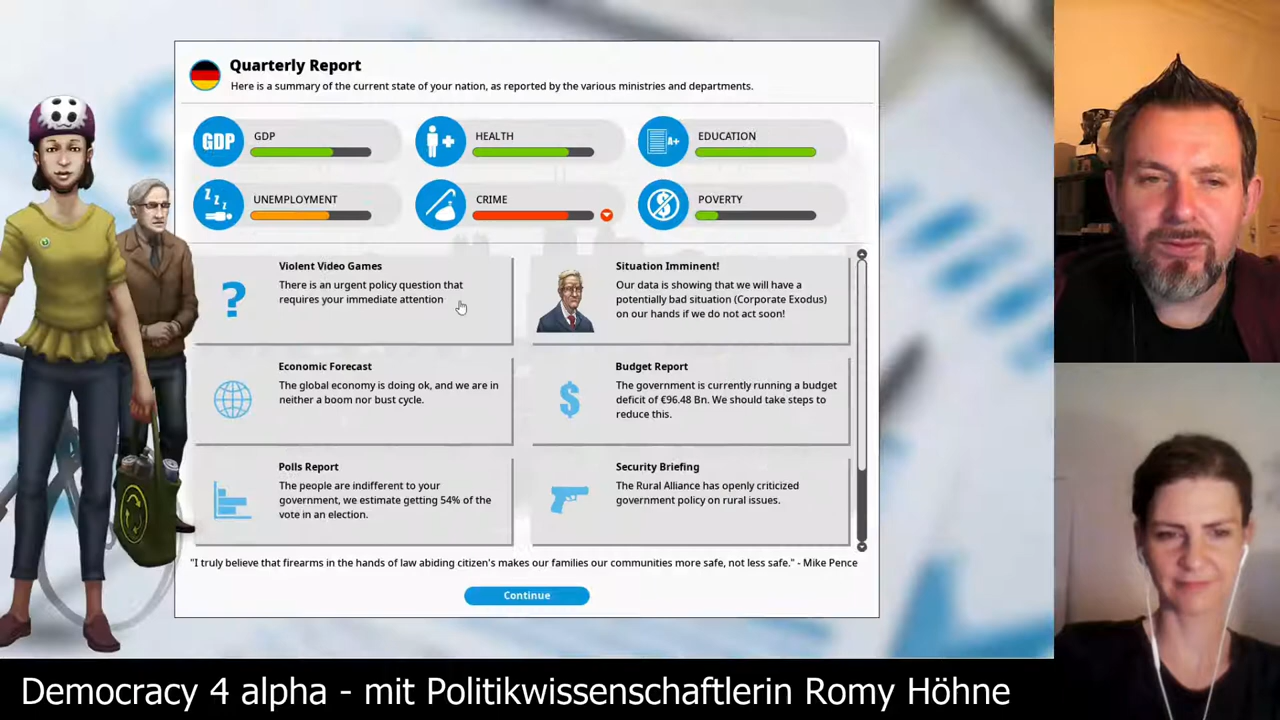 Quarterly Report
Here is a summary of the current state of your nation, as reported by the various ministries and departments.
GDP
GDP
HEALTH
A+
EDUCATION
Z Z Z
UNEMPLOYMENT
CRIME
$
POVERTY
Violent Video Games
?
There is an urgent policy question that
requires your immediate attention
Situation Imminent!
Our data is showing that we will have a
potentially bad situation (Corporate Exodus)
on our hands if we do not act soon!
Economic Forecast
The global economy is doing ok, and we are in
neither a boom nor bust cycle.
Budget Report
$
The government is currently running a budget
deficit of €96.48 Bn. We should take steps to
reduce this.
Polls Report
The people are indifferent to your
government, we estimate getting 54% of the
vote in an election.
Security Briefing
The Rural Alliance has openly criticized
government policy on rural issues.
"I truly believe that firearms in the hands of law abiding citizen's makes our families our communities more safe, not less safe." - Mike Pence
Continue
Democracy 4 alpha - mit Politikwissenschaftlerin Romy Höhne